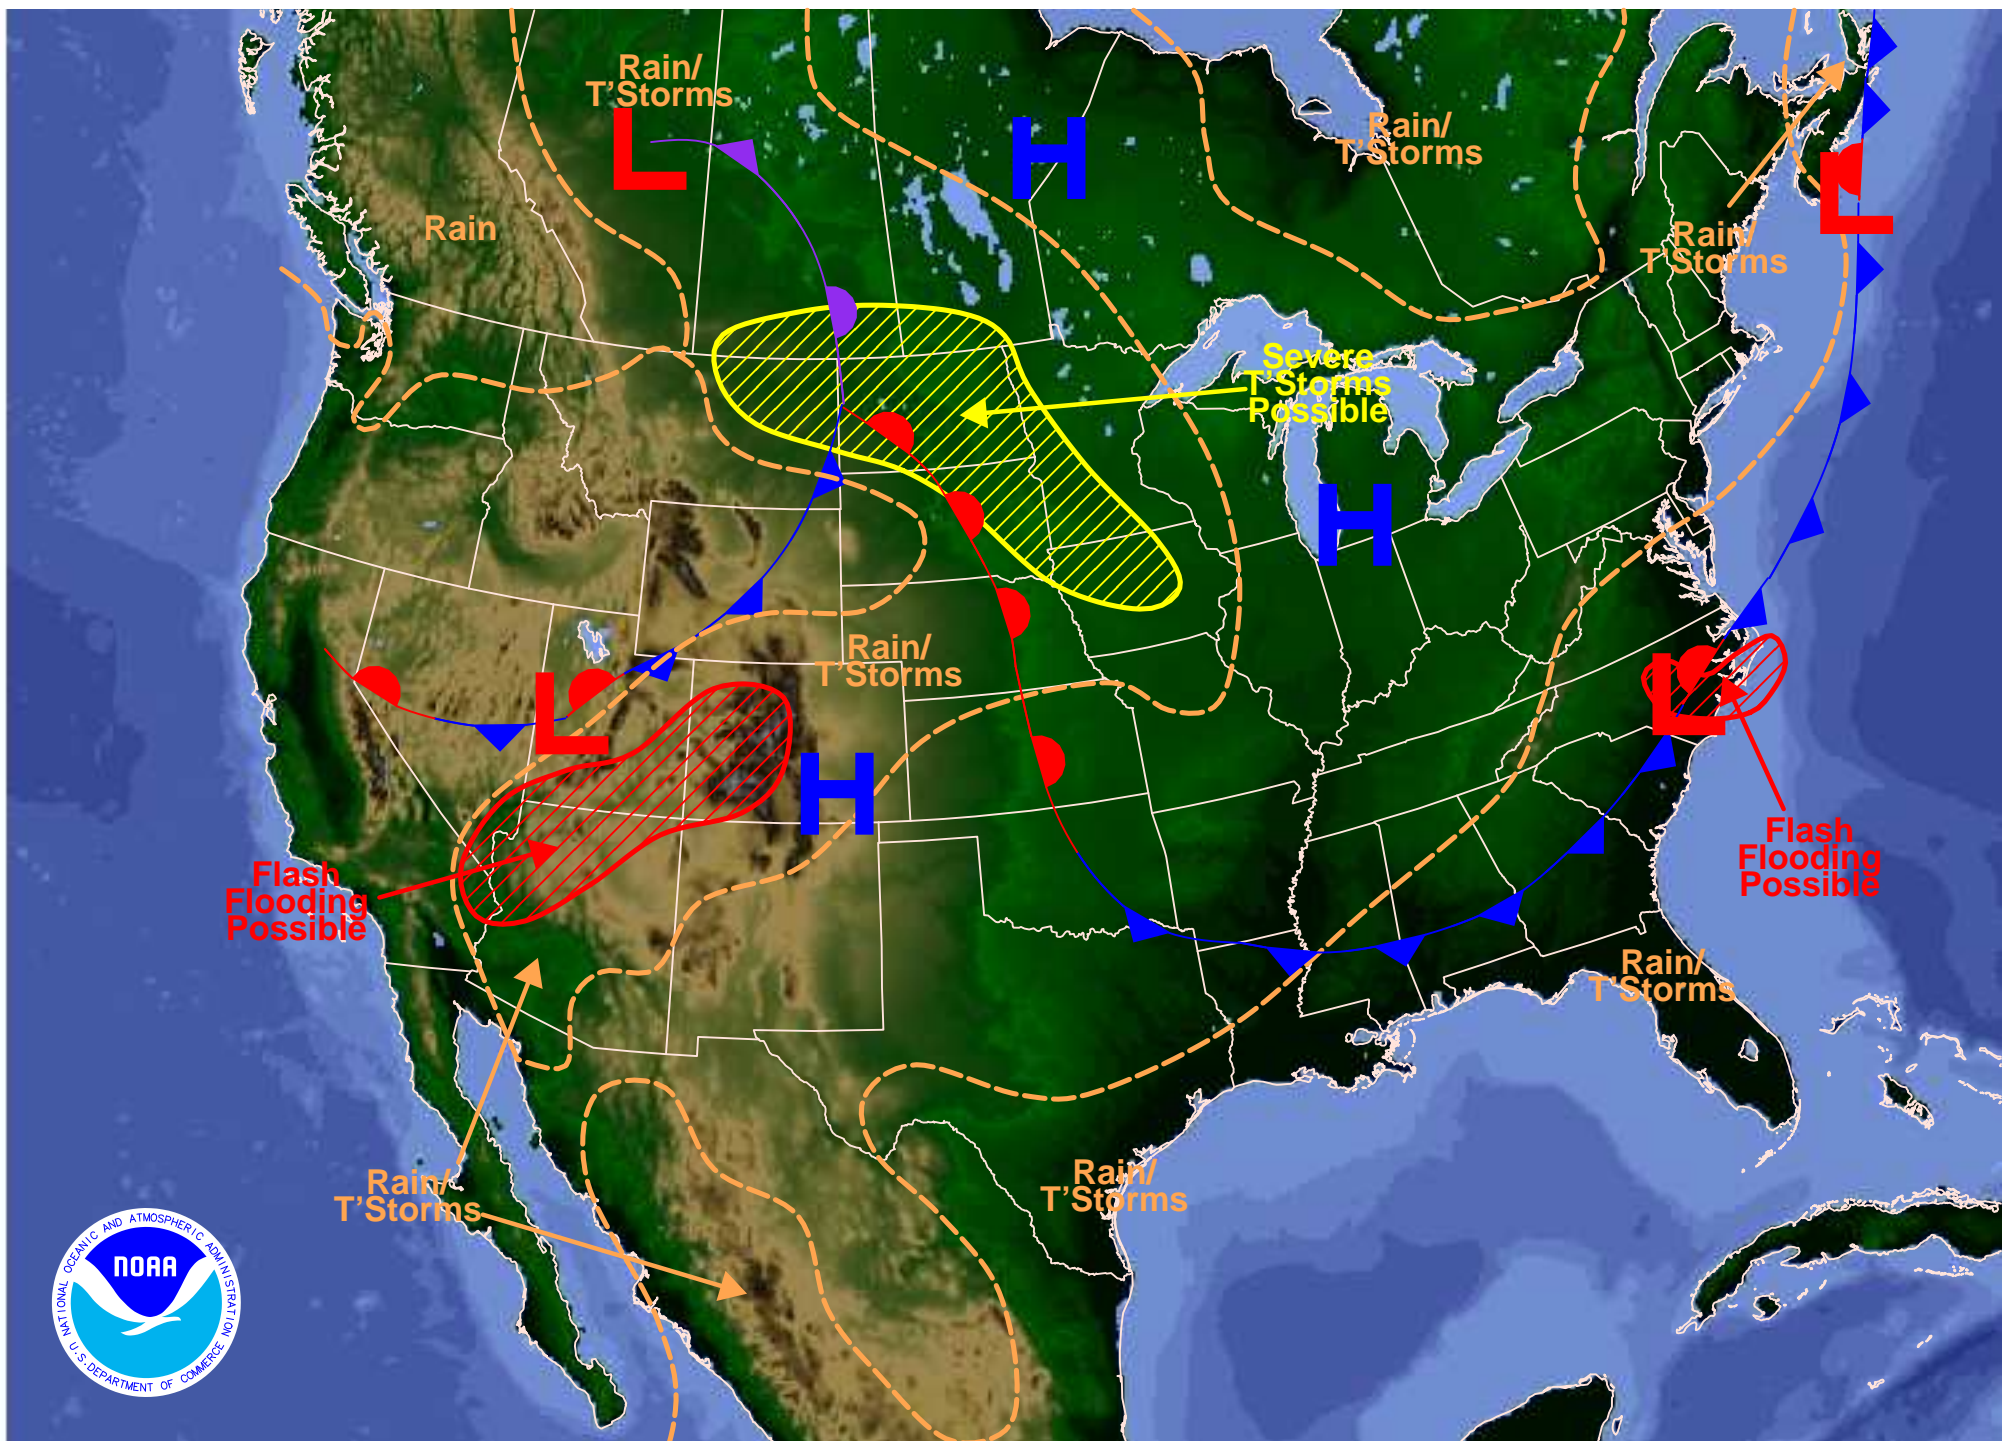 Rain/
T'Storms
L
H
Rain/
T'Storms
Rain
L
Rain/
T'Storms
Severe
T'Storms
Possible
H
Rain/
T'Storms
L
L
H
Flash
Flooding
Possible
Flash
Flooding
Possible
Rain/
T'Storms
Rain/
T'Storms
Rain/
T'Storms
NATIONAL OCEANIC AND ATMOSPHERIC ADMINISTRATION
NOAA
U.S. DEPARTMENT OF COMMERCE